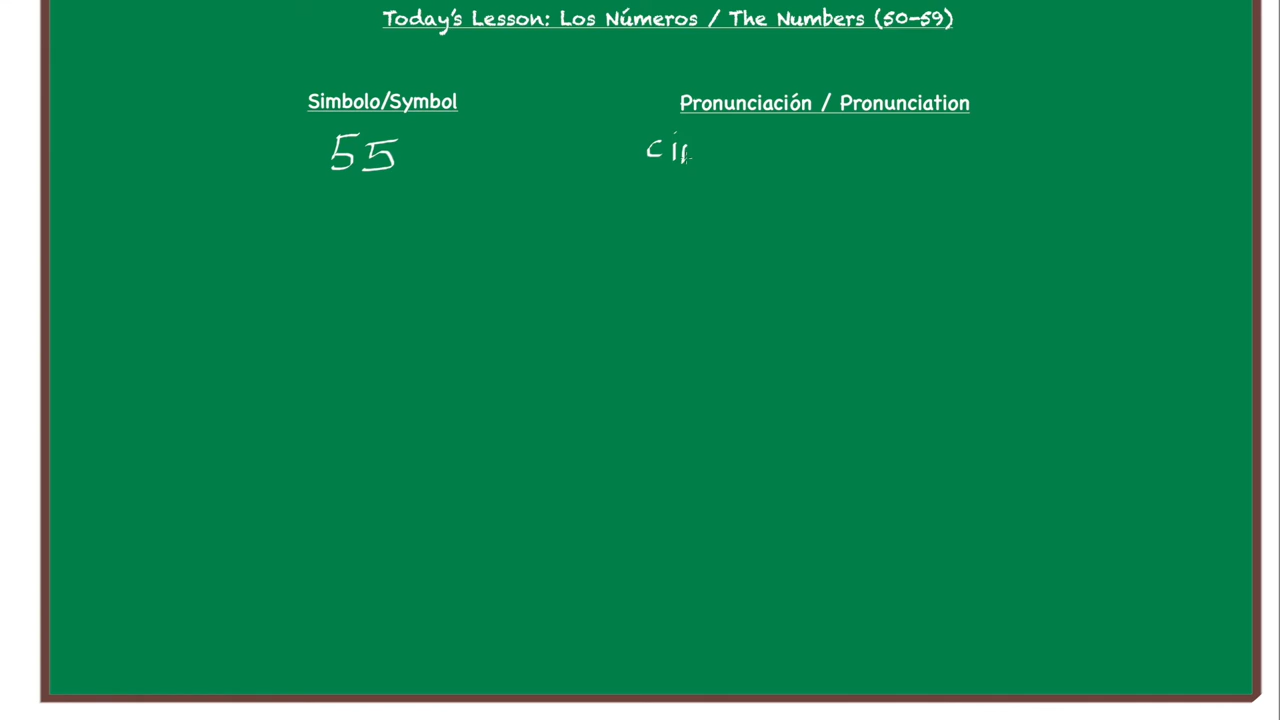 Today's Lesson: Los Números / The Numbers (50-59)
Simbolo/Symbol
Pronunciación / Pronunciation
55